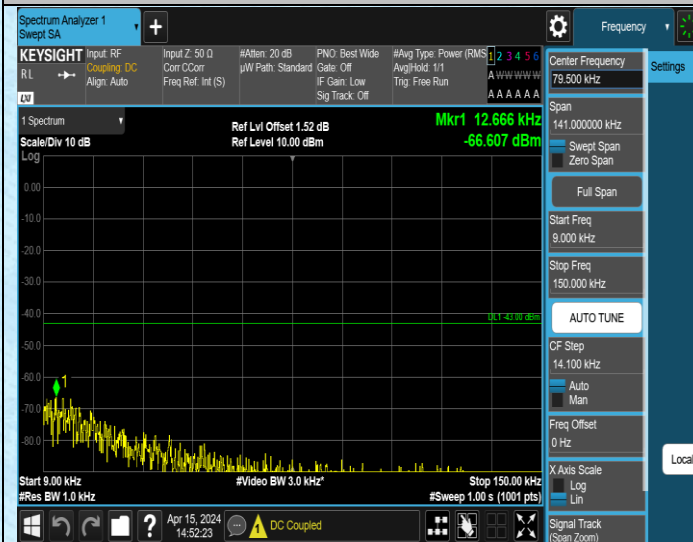 Spectrum Analyzer 1
Swept SA
+
Frequency
KEYSIGHT
RL
LXI
Input: RF
Coupling: DC
Align: Auto
Input Z: 50 Ω
Corr CCorr
Freq Ref: Int (S)
#Atten: 20 dB
µW Path: Standard
PNO: Best Wide
Gate: Off
IF Gain: Low
Sig Track: Off
#Avg Type: Power (RMS
Avg|Hold: 1/1
Trig: Free Run
1 2 3 4 5 6
A W W W W W
A A A A A A
1 Spectrum
Scale/Div 10 dB
Log
Ref Lvl Offset 1.52 dB
Ref Level 10.00 dBm
Mkr1 12.666 kHz
-66.607 dBm
0.00
-10.0
-20.0
-30.0
-40.0
DL1 -43.00 dBm
-50.0
-60.0
1
-70.0
-80.0
Start 9.00 kHz
#Res BW 1.0 kHz
#Video BW 3.0 kHz*
Stop 150.00 kHz
#Sweep 1.00 s (1001 pts)
Center Frequency
79.500 kHz
Settings
Span
141.000000 kHz
Swept Span
Zero Span
Full Span
Start Freq
9.000 kHz
Stop Freq
150.000 kHz
AUTO TUNE
CF Step
14.100 kHz
Auto
Man
Freq Offset
0 Hz
X Axis Scale
Log
Lin
Local
Signal Track
(Span Zoom)
?
Apr 15, 2024
14:52:23
DC Coupled